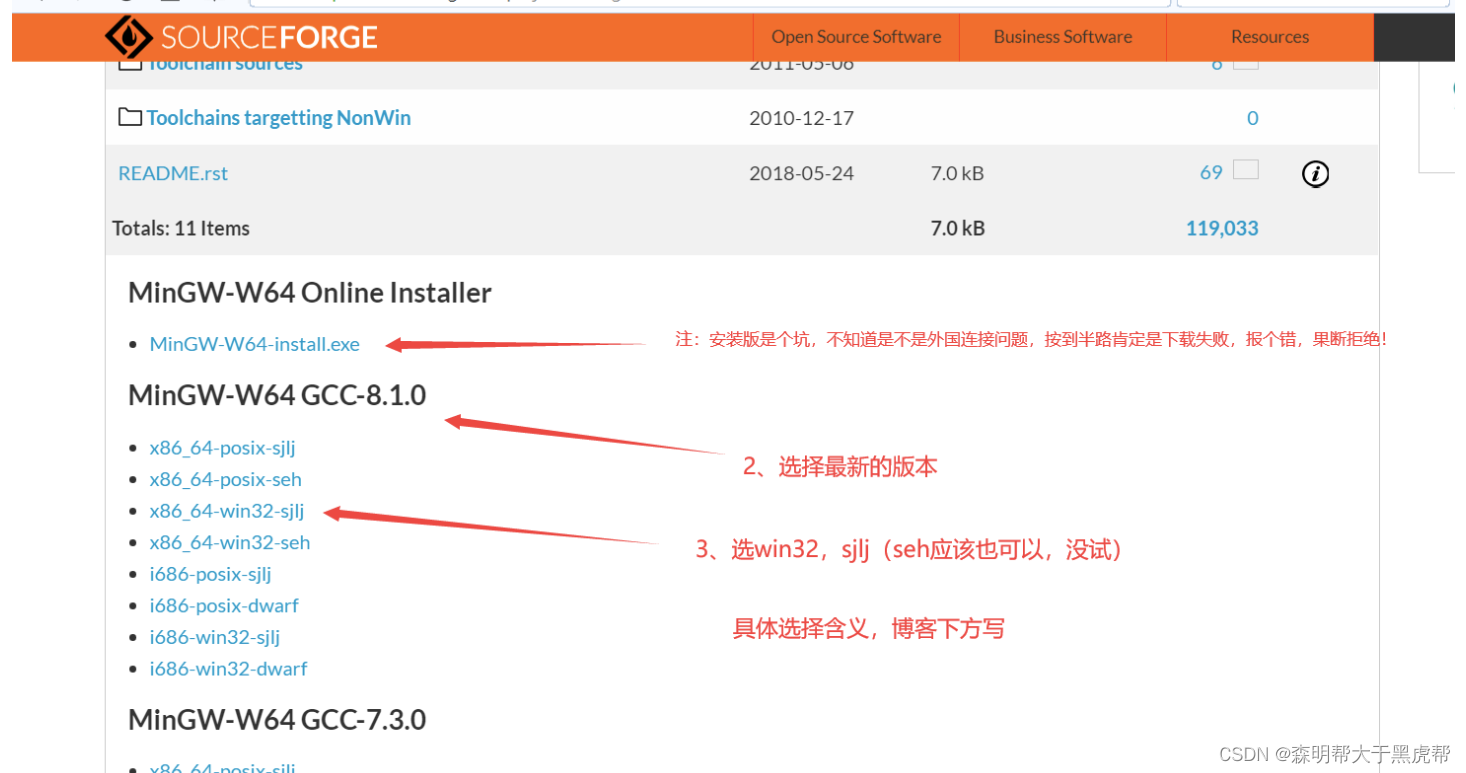 SOURCEFORGE
Open Source Software Business Software Resources
Toolchain sources 2011-05-06 6
Toolchains targetting NonWin 2010-12-17 0
README.rst 2018-05-24 7.0 kB 69
Totals: 11 Items 7.0 kB 119,033
MinGW-W64 Online Installer
MinGW-W64-install.exe
注：安装版是个坑，不知道是不是外国连接问题，按到半路肯定是下载失败，报个错，果断拒绝！
MinGW-W64 GCC-8.1.0
x86_64-posix-sjlj
2、选择最新的版本
x86_64-posix-seh
x86_64-win32-sjlj
x86_64-win32-seh
3、选win32，sjlj（seh应该也可以，没试）
i686-posix-sjlj
i686-posix-dwarf
具体选择含义，博客下方写
i686-win32-sjlj
i686-win32-dwarf
MinGW-W64 GCC-7.3.0
x86_64-posix-sjlj
CSDN @森明帮大于黑虎帮